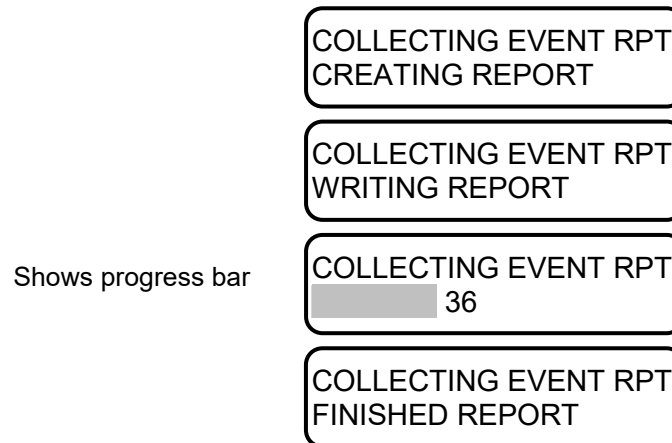 COLLECTING EVENT RPT
CREATING REPORT
COLLECTING EVENT RPT
WRITING REPORT
Shows progress bar
COLLECTING EVENT RPT
36
COLLECTING EVENT RPT
FINISHED REPORT